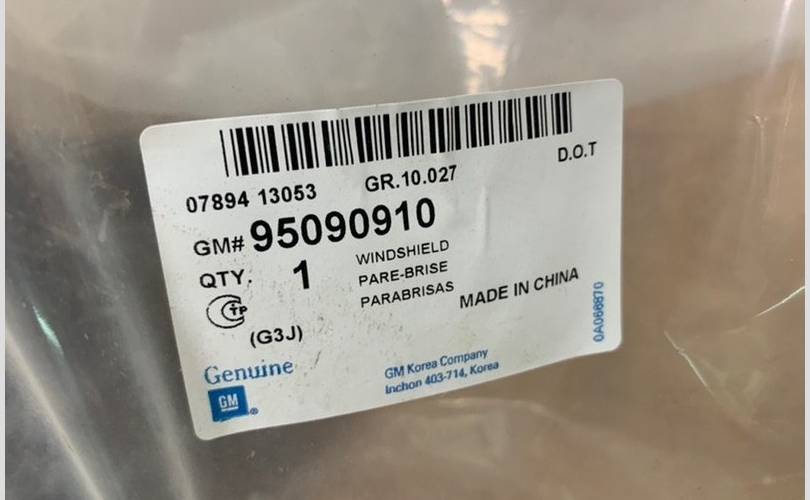 D.O.T
07894 13053 GR.10.027
GM# 95090910
QTY. 1 WINDSHIELD
PARE-BRISE
PARABRISAS MADE IN CHINA
(G3J)
0A066870
Genuine GM Korea Company
GM ® Inchon 403-714, Korea